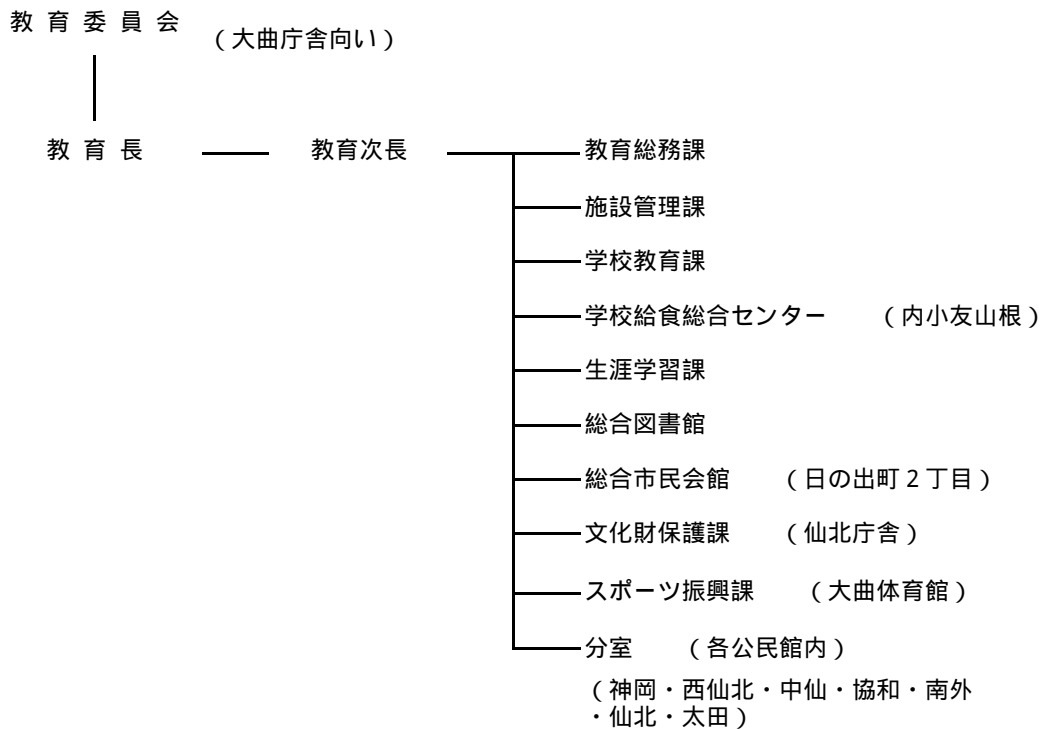 教 育 委 員 会 （大曲庁舎向い）
教 育 長 教育次長 教育総務課
施設管理課
学校教育課
学校給食総合センター （内小友山根）
生涯学習課
総合図書館
総合市民会館 （日の出町２丁目）
文化財保護課 （仙北庁舎）
スポーツ振興課 （大曲体育館）
分室 （各公民館内）
（神岡・西仙北・中仙・協和・南外
・仙北・太田）